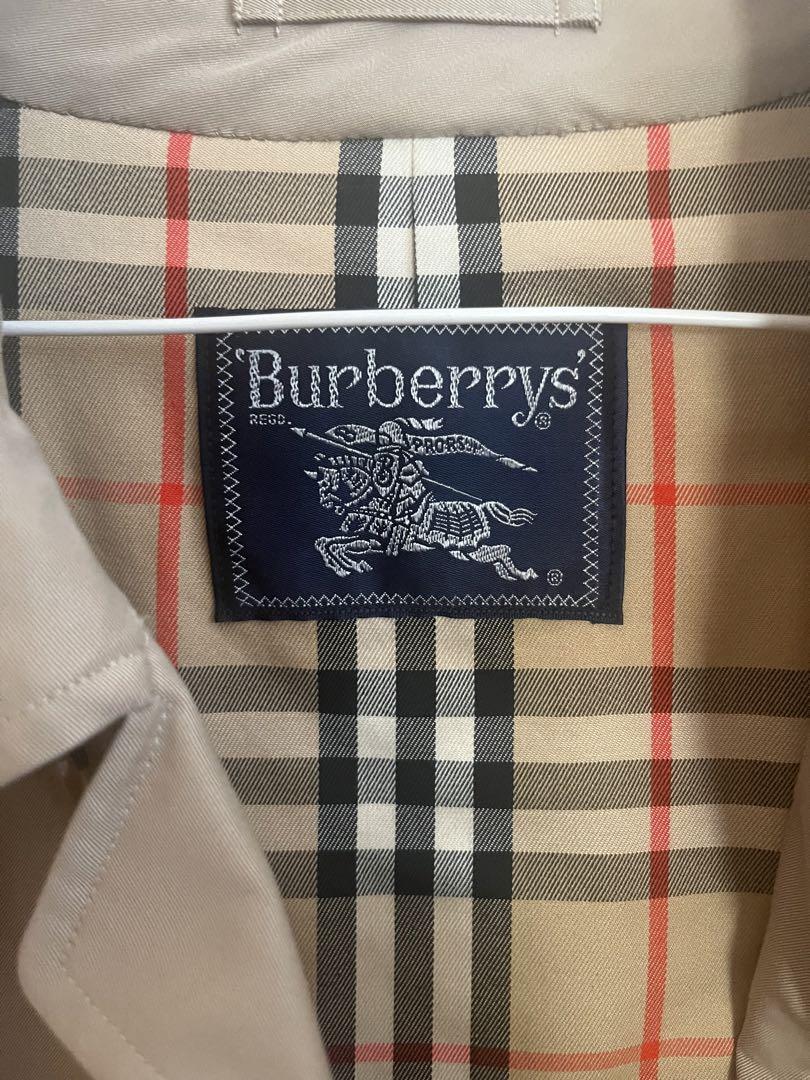 'Burberrys'
®
REGD.
PRORSUM
B
®